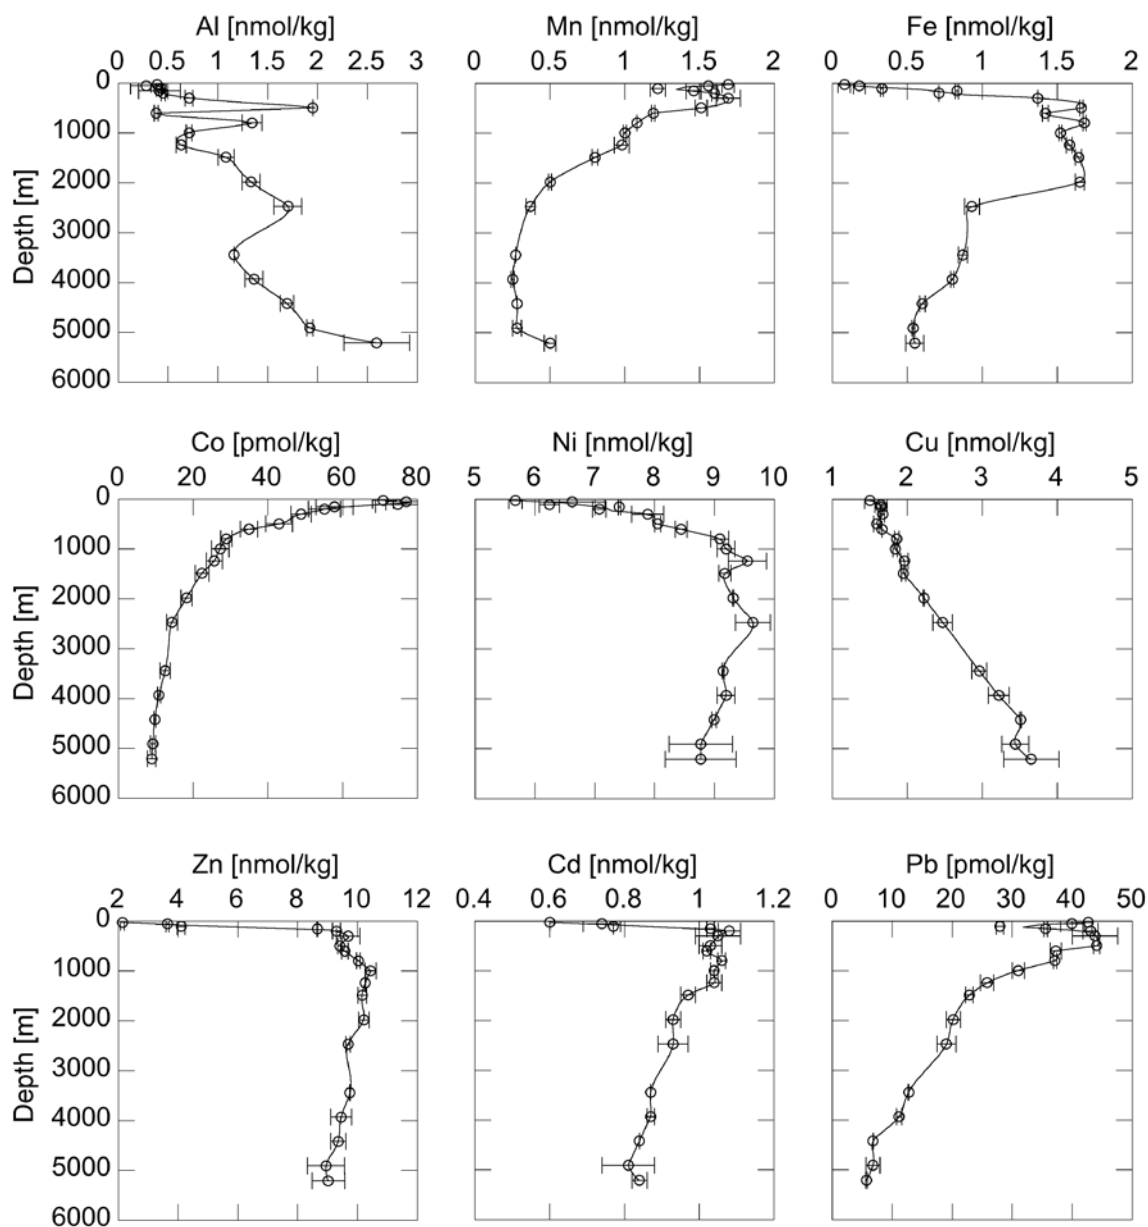 Al [nmol/kg] Mn [nmol/kg] Fe [nmol/kg]
0 0.5 1 1.5 2 2.5 3 0 0.5 1 1.5 2 0 0.5 1 1.5 2
0
1000
2000
3000
4000
5000
6000
Depth [m]
Co [pmol/kg] Ni [nmol/kg] Cu [nmol/kg]
0 20 40 60 80 5 6 7 8 9 10 1 2 3 4 5
0
1000
2000
3000
4000
5000
6000
Depth [m]
Zn [nmol/kg] Cd [nmol/kg] Pb [pmol/kg]
2 4 6 8 10 12 0.4 0.6 0.8 1 1.2 0 10 20 30 40 50
0
1000
2000
3000
4000
5000
6000
Depth [m]